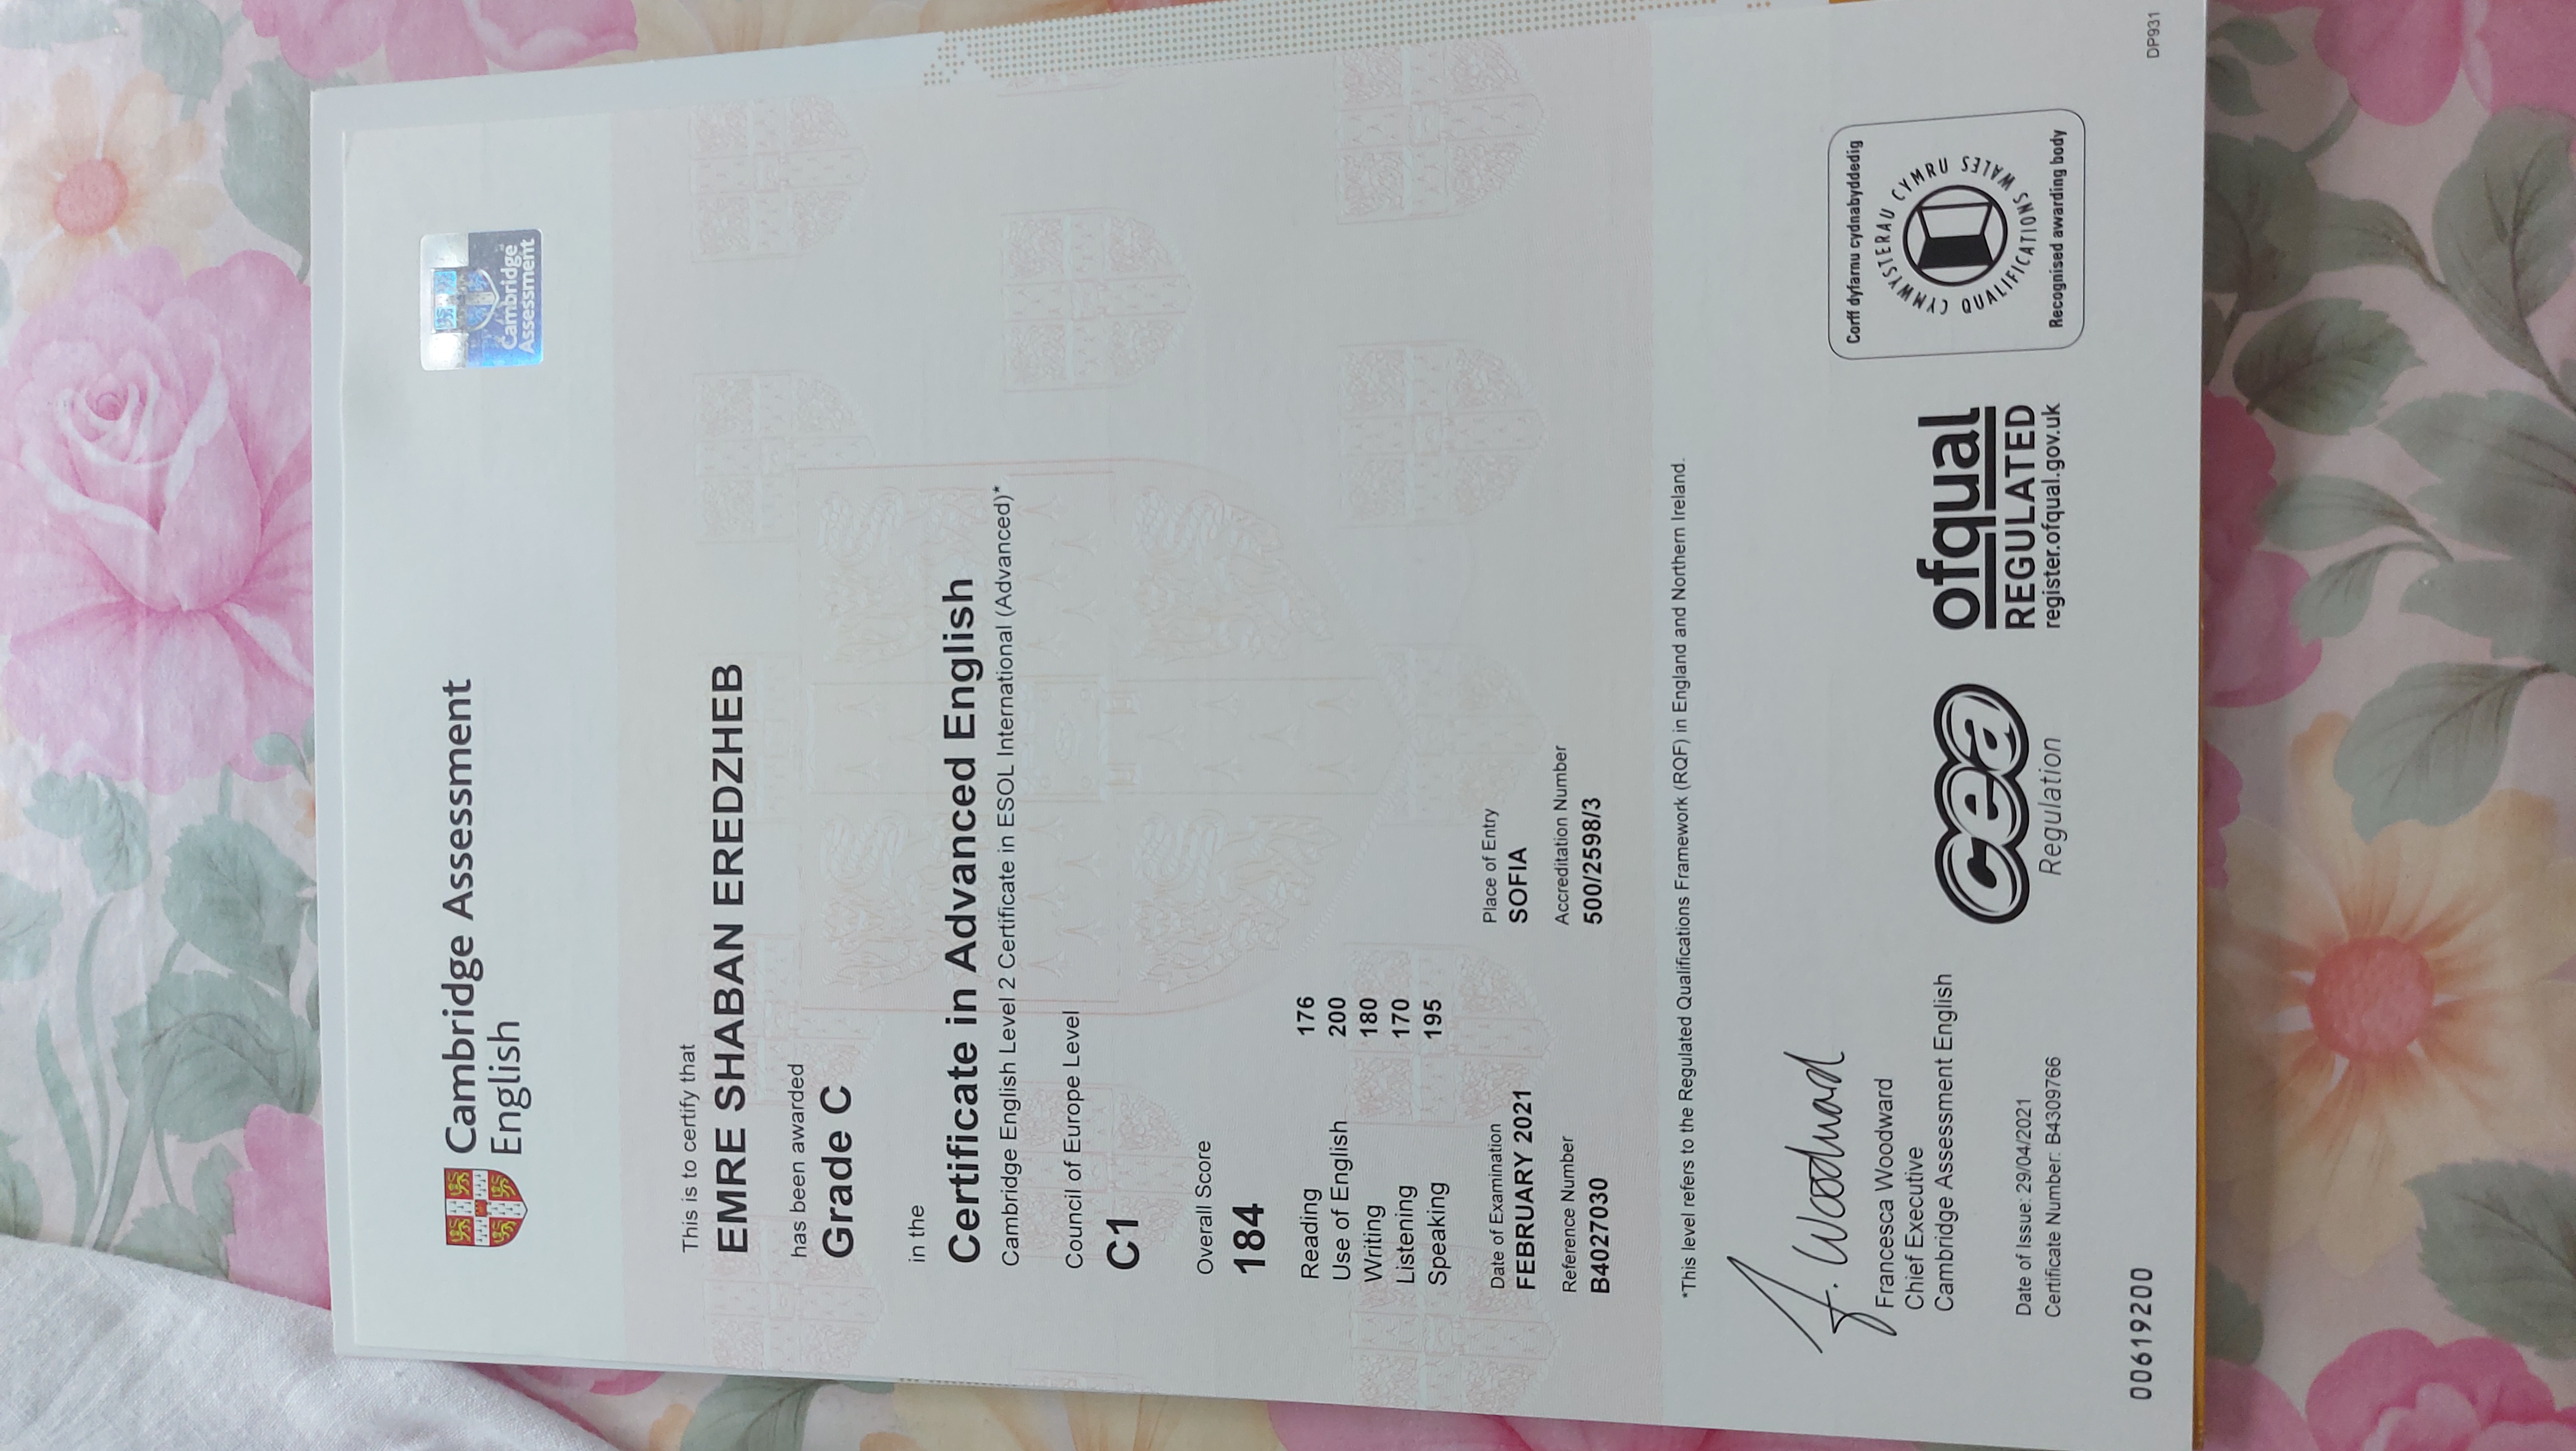 Cambridge Assessment
English
Cambridge
Assessment
This is to certify that
EMRE SHABAN EREDZHEB
has been awarded
Grade C
in the
Certificate in Advanced English
Cambridge English Level 2 Certificate in ESOL International (Advanced)*
Council of Europe Level
C1
Overall Score
184
Reading 176
Use of English 200
Writing 180
Listening 170
Speaking 195
Date of Examination
FEBRUARY 2021
Place of Entry
SOFIA
Reference Number
B4027030
Accreditation Number
500/2598/3
*This level refers to the Regulated Qualifications Framework (RQF) in England and Northern Ireland.
F. Woodward
Francesca Woodward
Chief Executive
Cambridge Assessment English
Date of Issue: 29/04/2021
Certificate Number: B4309766
cea
Regulation
ofqual
REGULATED
register.ofqual.gov.uk
Corff dyfarnu cydnabyddedig
CYMWYSTERAU CYMRU
QUALIFICATIONS WALES
Recognised awarding body
00619200
DP931